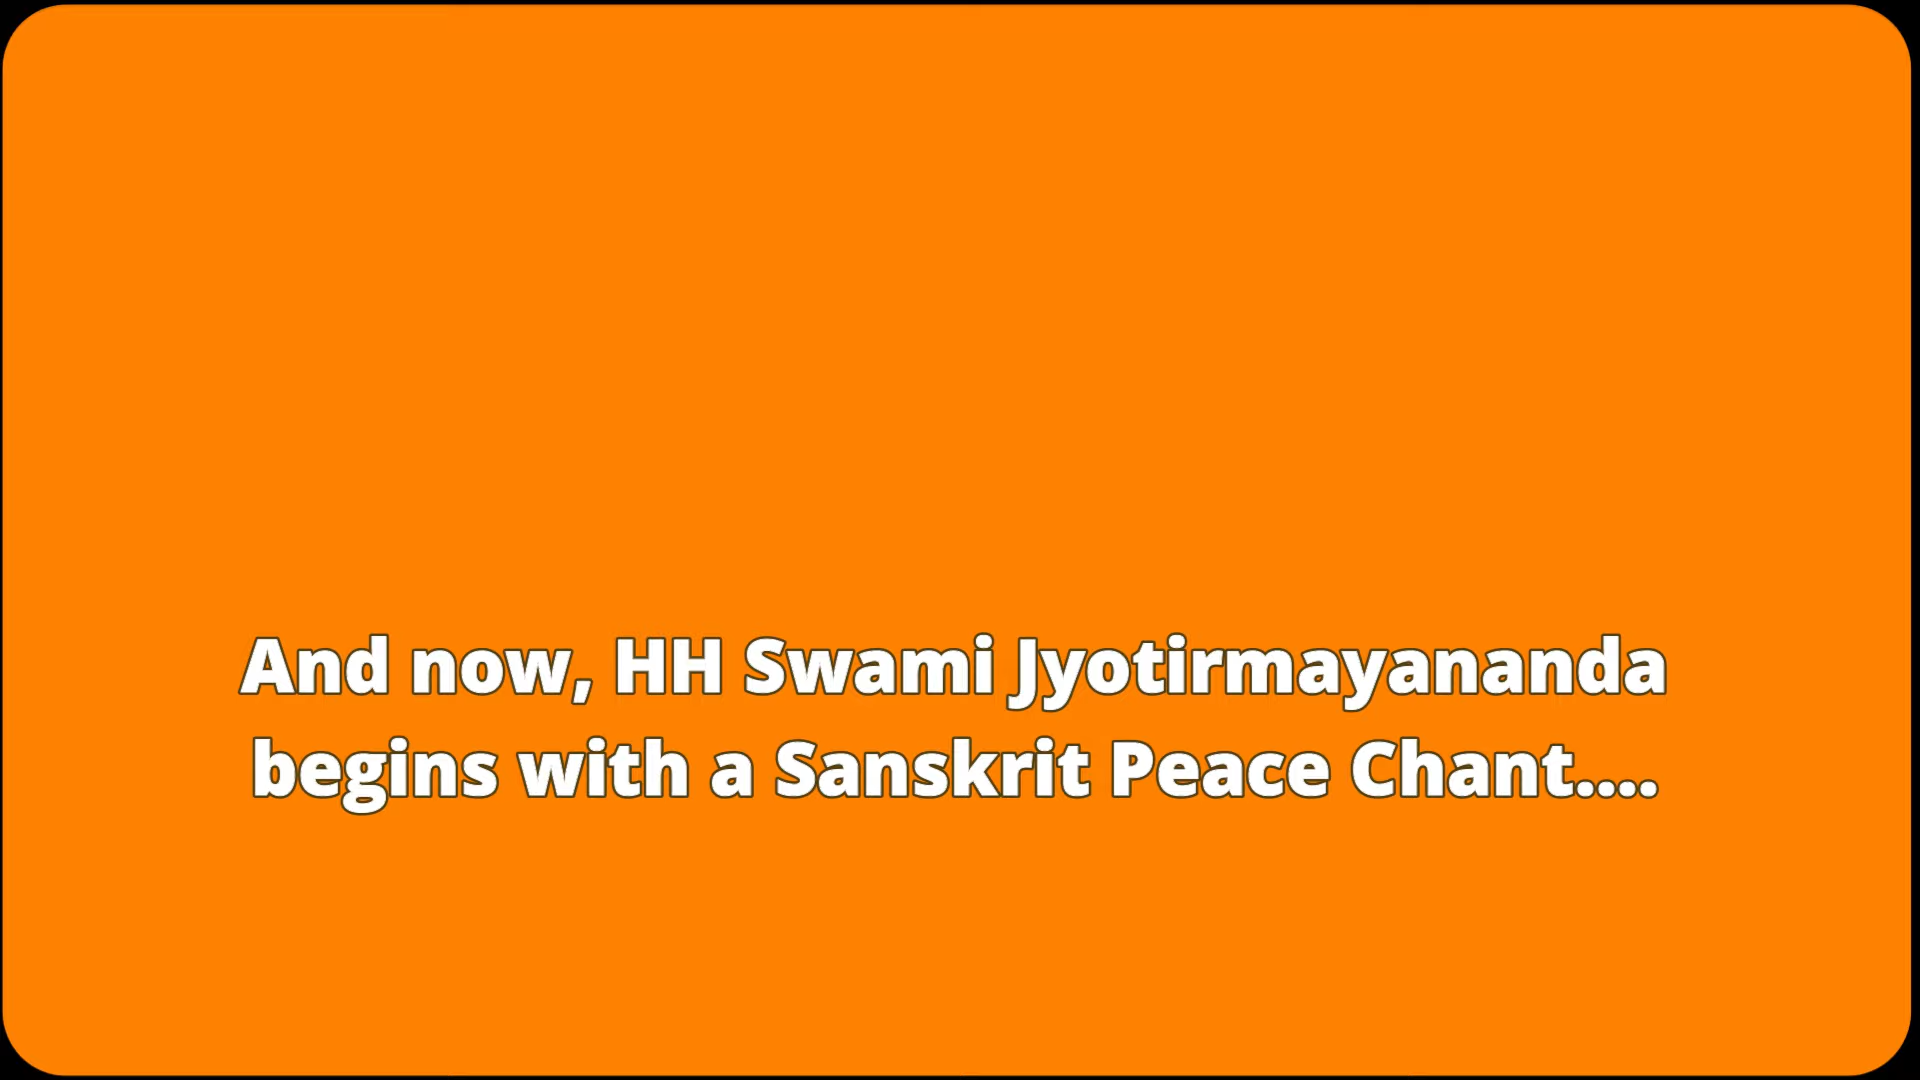 And now, HH Swami Jyotirmayananda
begins with a Sanskrit Peace Chant....